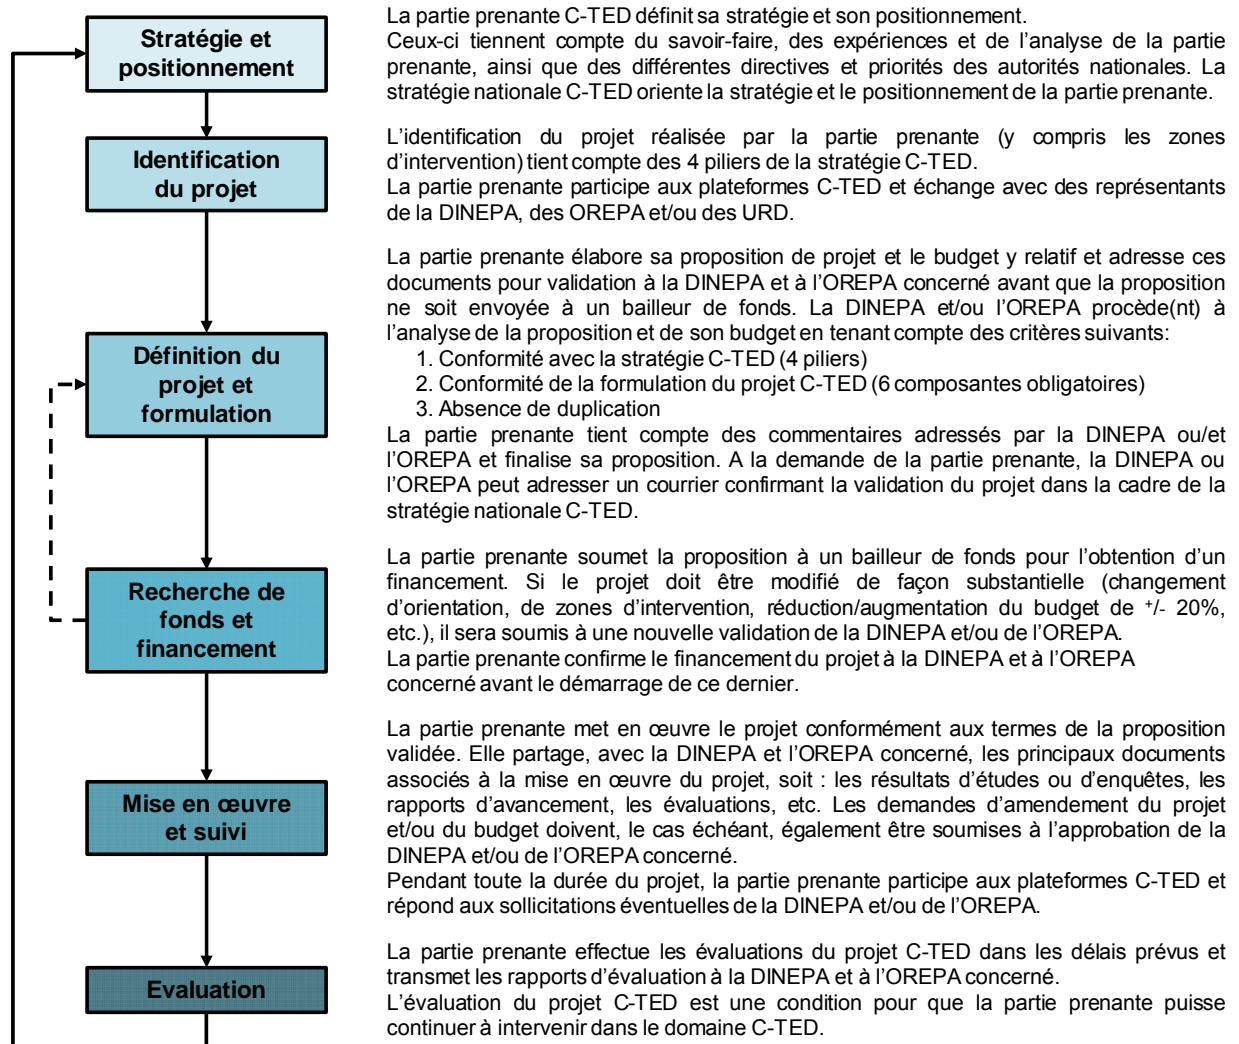 Stratégie et
positionnement
La partie prenante C-TED définit sa stratégie et son positionnement.
Ceux-ci tiennent compte du savoir-faire, des expériences et de l'analyse de la partie
prenante, ainsi que des différentes directives et priorités des autorités nationales. La
stratégie nationale C-TED oriente la stratégie et le positionnement de la partie prenante.
Identification
du projet
L'identification du projet réalisée par la partie prenante (y compris les zones
d'intervention) tient compte des 4 piliers de la stratégie C-TED.
La partie prenante participe aux plateformes C-TED et échange avec des représentants
de la DINEPA, des OREPA et/ou des URD.
Définition du
projet et
formulation
La partie prenante élabore sa proposition de projet et le budget y relatif et adresse ces
documents pour validation à la DINEPA et à l'OREPA concerné avant que la proposition
ne soit envoyée à un bailleur de fonds. La DINEPA et/ou l'OREPA procède(nt) à
l'analyse de la proposition et de son budget en tenant compte des critères suivants:
1. Conformité avec la stratégie C-TED (4 piliers)
2. Conformité de la formulation du projet C-TED (6 composantes obligatoires)
3. Absence de duplication
La partie prenante tient compte des commentaires adressés par la DINEPA ou/et
l'OREPA et finalise sa proposition. A la demande de la partie prenante, la DINEPA ou
l'OREPA peut adresser un courrier confirmant la validation du projet dans la cadre de la
stratégie nationale C-TED.
Recherche de
fonds et
financement
La partie prenante soumet la proposition à un bailleur de fonds pour l'obtention d'un
financement. Si le projet doit être modifié de façon substantielle (changement
d'orientation, de zones d'intervention, réduction/augmentation du budget de +/- 20%,
etc.), il sera soumis à une nouvelle validation de la DINEPA et/ou de l'OREPA.
La partie prenante confirme le financement du projet à la DINEPA et à l'OREPA
concerné avant le démarrage de ce dernier.
Mise en œuvre
et suivi
La partie prenante met en œuvre le projet conformément aux termes de la proposition
validée. Elle partage, avec la DINEPA et l'OREPA concerné, les principaux documents
associés à la mise en œuvre du projet, soit : les résultats d'études ou d'enquêtes, les
rapports d'avancement, les évaluations, etc. Les demandes d'amendement du projet
et/ou du budget doivent, le cas échéant, également être soumises à l'approbation de la
DINEPA et/ou de l'OREPA concerné.
Pendant toute la durée du projet, la partie prenante participe aux plateformes C-TED et
répond aux sollicitations éventuelles de la DINEPA et/ou de l'OREPA.
Evaluation
La partie prenante effectue les évaluations du projet C-TED dans les délais prévus et
transmet les rapports d'évaluation à la DINEPA et à l'OREPA concerné.
L'évaluation du projet C-TED est une condition pour que la partie prenante puisse
continuer à intervenir dans le domaine C-TED.